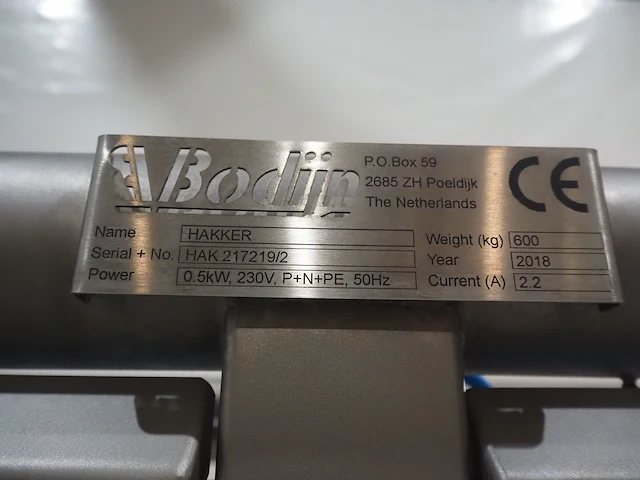 Bodijn
P.O.Box 59
2685 ZH Poeldijk
The Netherlands
CE
Name HAKKER
Serial + No. HAK 217219/2
Power 0.5kW, 230V, P+N+PE, 50Hz
Weight (kg) 600
Year 2018
Current (A) 2.2